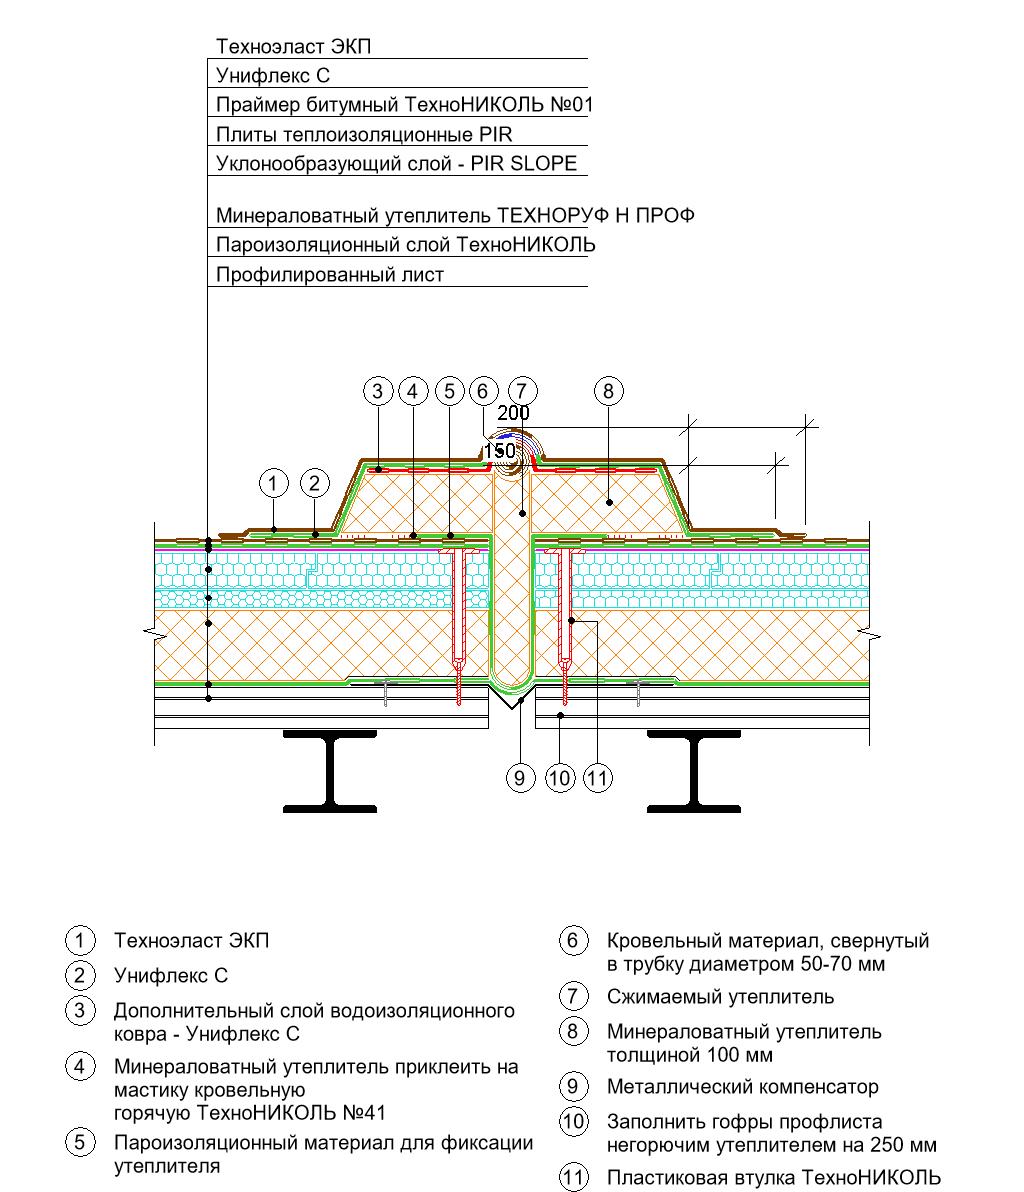 Техноэласт ЭКП
Унифлекс С
Праймер битумный ТехноНИКОЛЬ №01
Плиты теплоизоляционные PIR
Уклонообразующий слой - PIR SLOPE
Минераловатный утеплитель ТЕХНОРУФ Н ПРОФ
Пароизоляционный слой ТехноНИКОЛЬ
Профилированный лист
3 4 5 6 7 8
200
150
1 2
9 10 11
1 Техноэласт ЭКП
2 Унифлекс С
3 Дополнительный слой водоизоляционного
ковра - Унифлекс С
4 Минераловатный утеплитель приклеить на
мастику кровельную
горячую ТехноНИКОЛЬ №41
5 Пароизоляционный материал для фиксации
утеплителя
6 Кровельный материал, свернутый
в трубку диаметром 50-70 мм
7 Сжимаемый утеплитель
8 Минераловатный утеплитель
толщиной 100 мм
9 Металлический компенсатор
10 Заполнить гофры профлиста
негорючим утеплителем на 250 мм
11 Пластиковая втулка ТехноНИКОЛЬ